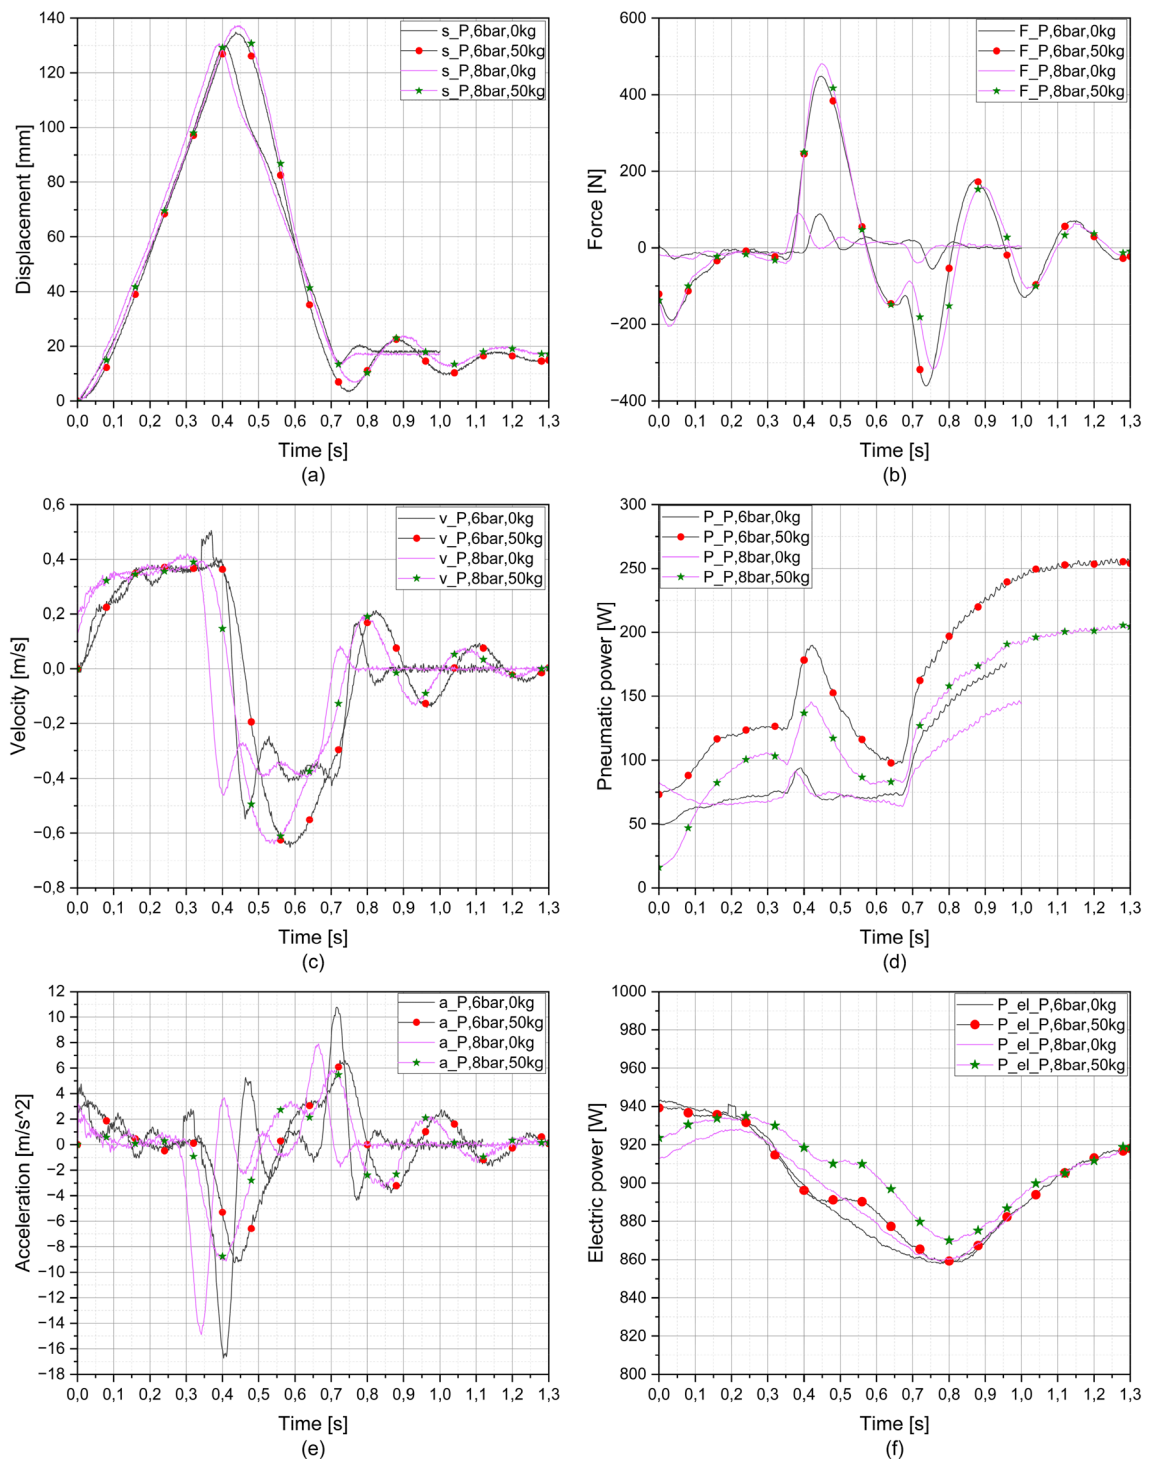 140
120
100
80
60
40
20
0
Displacement [mm]
s_P,6bar,0kg
s_P,6bar,50kg
s_P,8bar,0kg
s_P,8bar,50kg
0,0 0,1 0,2 0,3 0,4 0,5 0,6 0,7 0,8 0,9 1,0 1,1 1,2 1,3
Time [s]
(a)
600
400
200
0
−200
−400
Force [N]
F_P,6bar,0kg
F_P,6bar,50kg
F_P,8bar,0kg
F_P,8bar,50kg
0,0 0,1 0,2 0,3 0,4 0,5 0,6 0,7 0,8 0,9 1,0 1,1 1,2 1,3
Time [s]
(b)
0,6
0,4
0,2
0,0
−0,2
−0,4
−0,6
−0,8
Velocity [m/s]
v_P,6bar,0kg
v_P,6bar,50kg
v_P,8bar,0kg
v_P,8bar,50kg
0,0 0,1 0,2 0,3 0,4 0,5 0,6 0,7 0,8 0,9 1,0 1,1 1,2 1,3
Time [s]
(c)
300
250
200
150
100
50
0
Pneumatic power [W]
P_P,6bar,0kg
P_P,6bar,50kg
P_P,8bar,0kg
P_P,8bar,50kg
0,0 0,1 0,2 0,3 0,4 0,5 0,6 0,7 0,8 0,9 1,0 1,1 1,2 1,3
Time [s]
(d)
12
10
8
6
4
2
0
−2
−4
−6
−8
−10
−12
−14
−16
−18
Acceleration [m/s^2]
a_P,6bar,0kg
a_P,6bar,50kg
a_P,8bar,0kg
a_P,8bar,50kg
0,0 0,1 0,2 0,3 0,4 0,5 0,6 0,7 0,8 0,9 1,0 1,1 1,2 1,3
Time [s]
(e)
1000
980
960
940
920
900
880
860
840
820
800
Electric power [W]
P_el_P,6bar,0kg
P_el_P,6bar,50kg
P_el_P,8bar,0kg
P_el_P,8bar,50kg
0,0 0,1 0,2 0,3 0,4 0,5 0,6 0,7 0,8 0,9 1,0 1,1 1,2 1,3
Time [s]
(f)